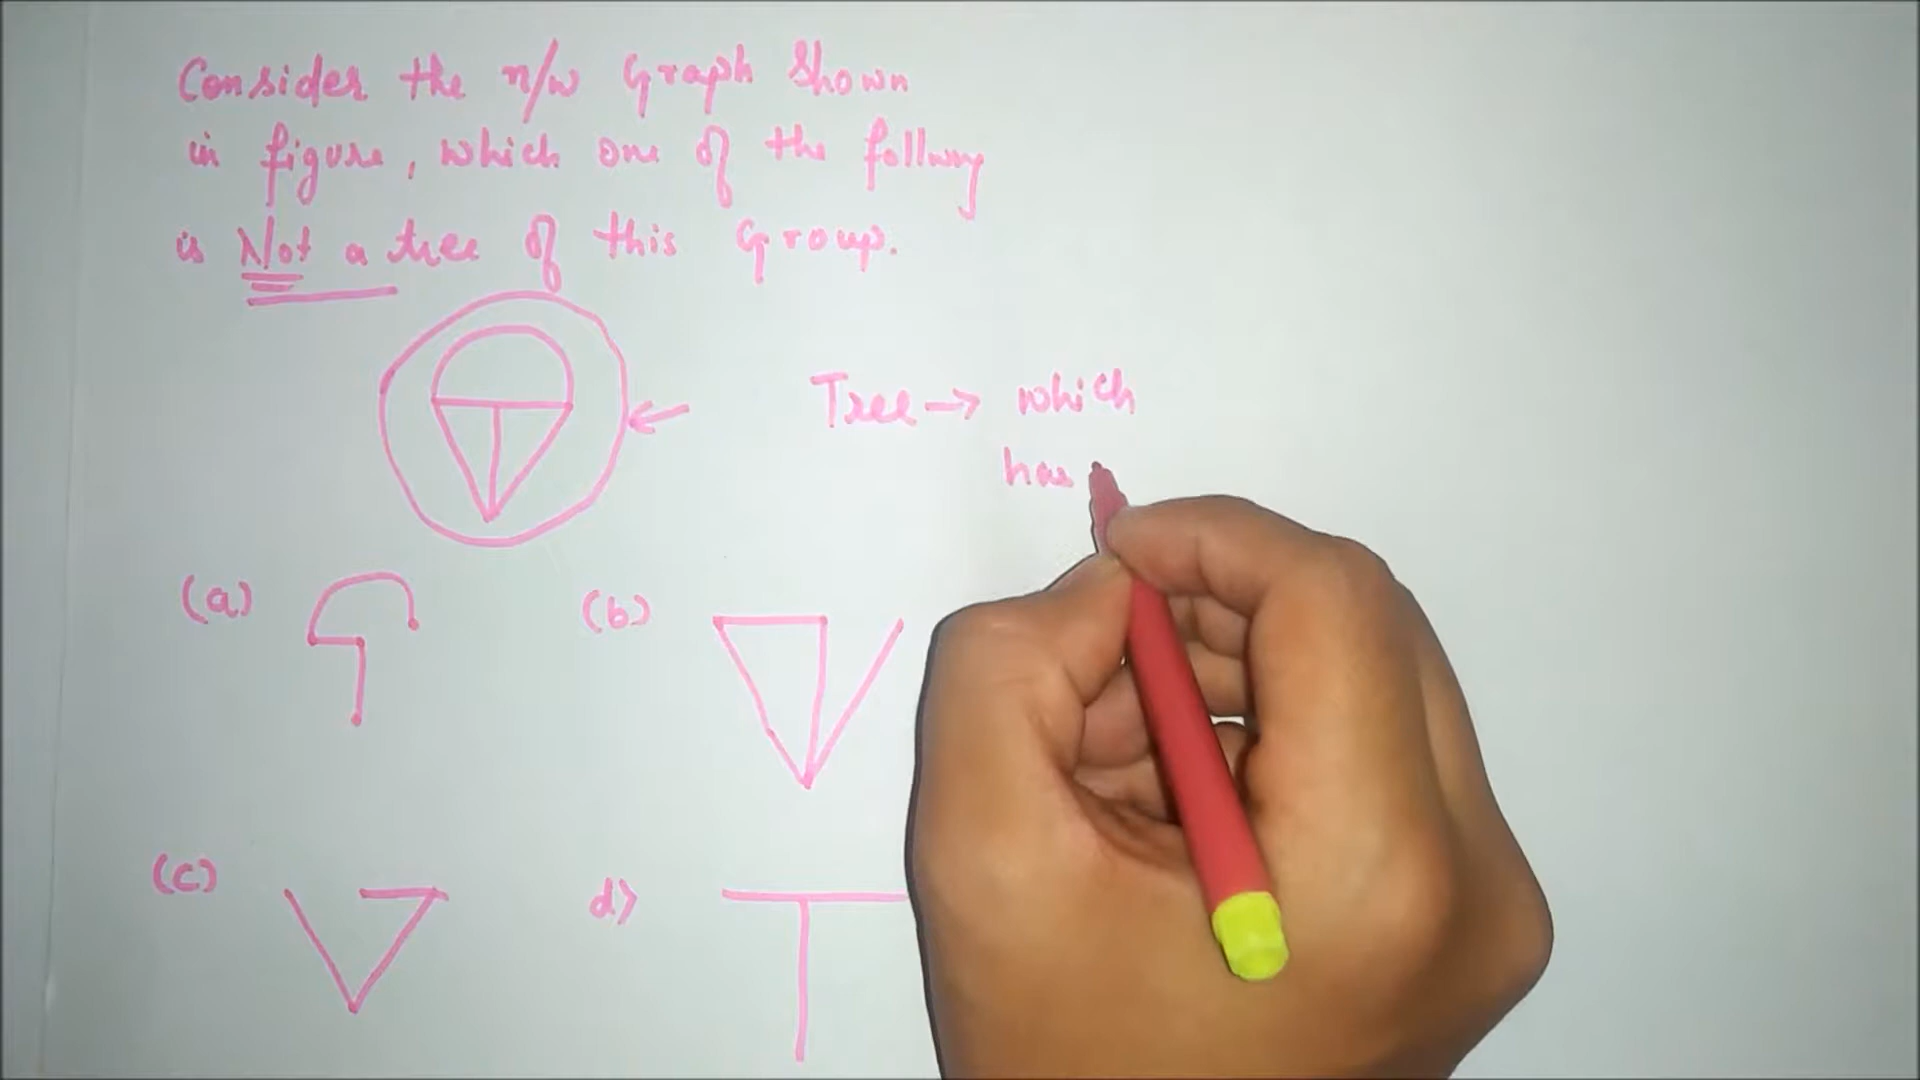 Consider the n/w Graph Shown
in figure, which one of the follwng
is Not a tree of this Group.
Tree → which
has
(a)
(b)
(c)
d)